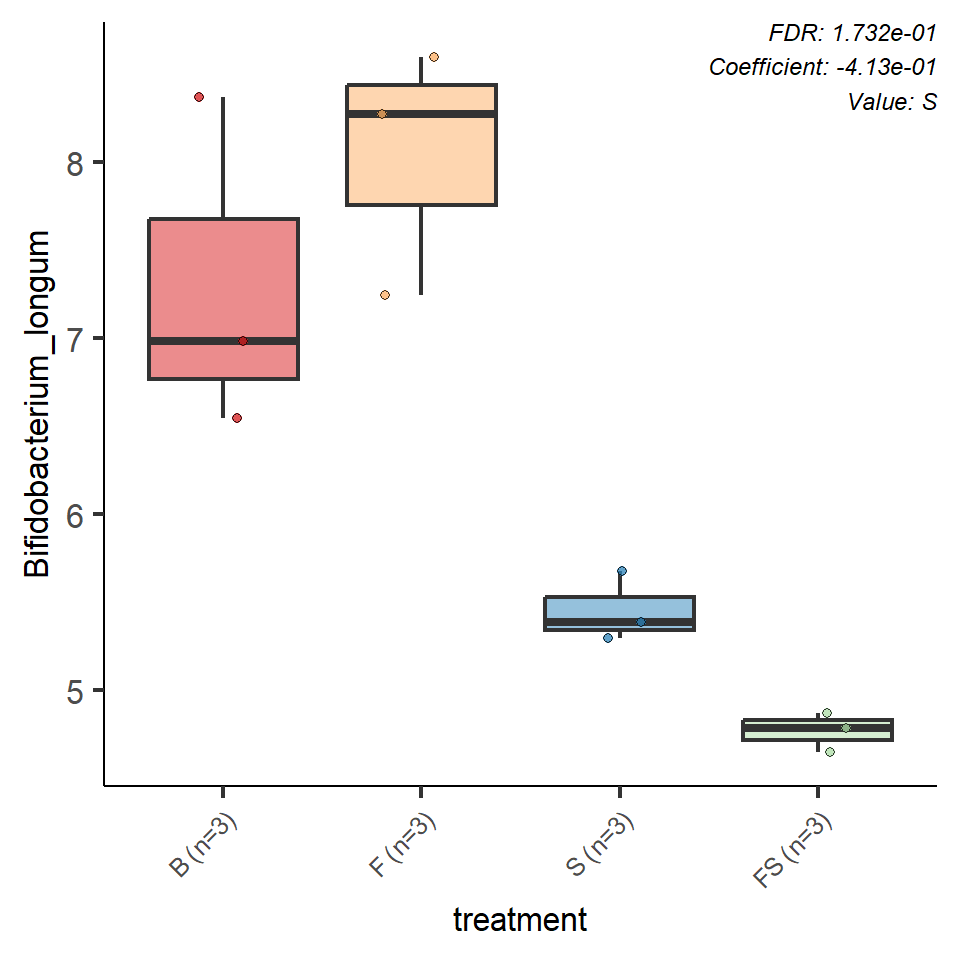 FDR: 1.732e-01
Coefficient: -4.13e-01
Value: S
Bifidobacterium_longum
8
7
6
5
B (n=3)
F (n=3)
S (n=3)
FS (n=3)
treatment